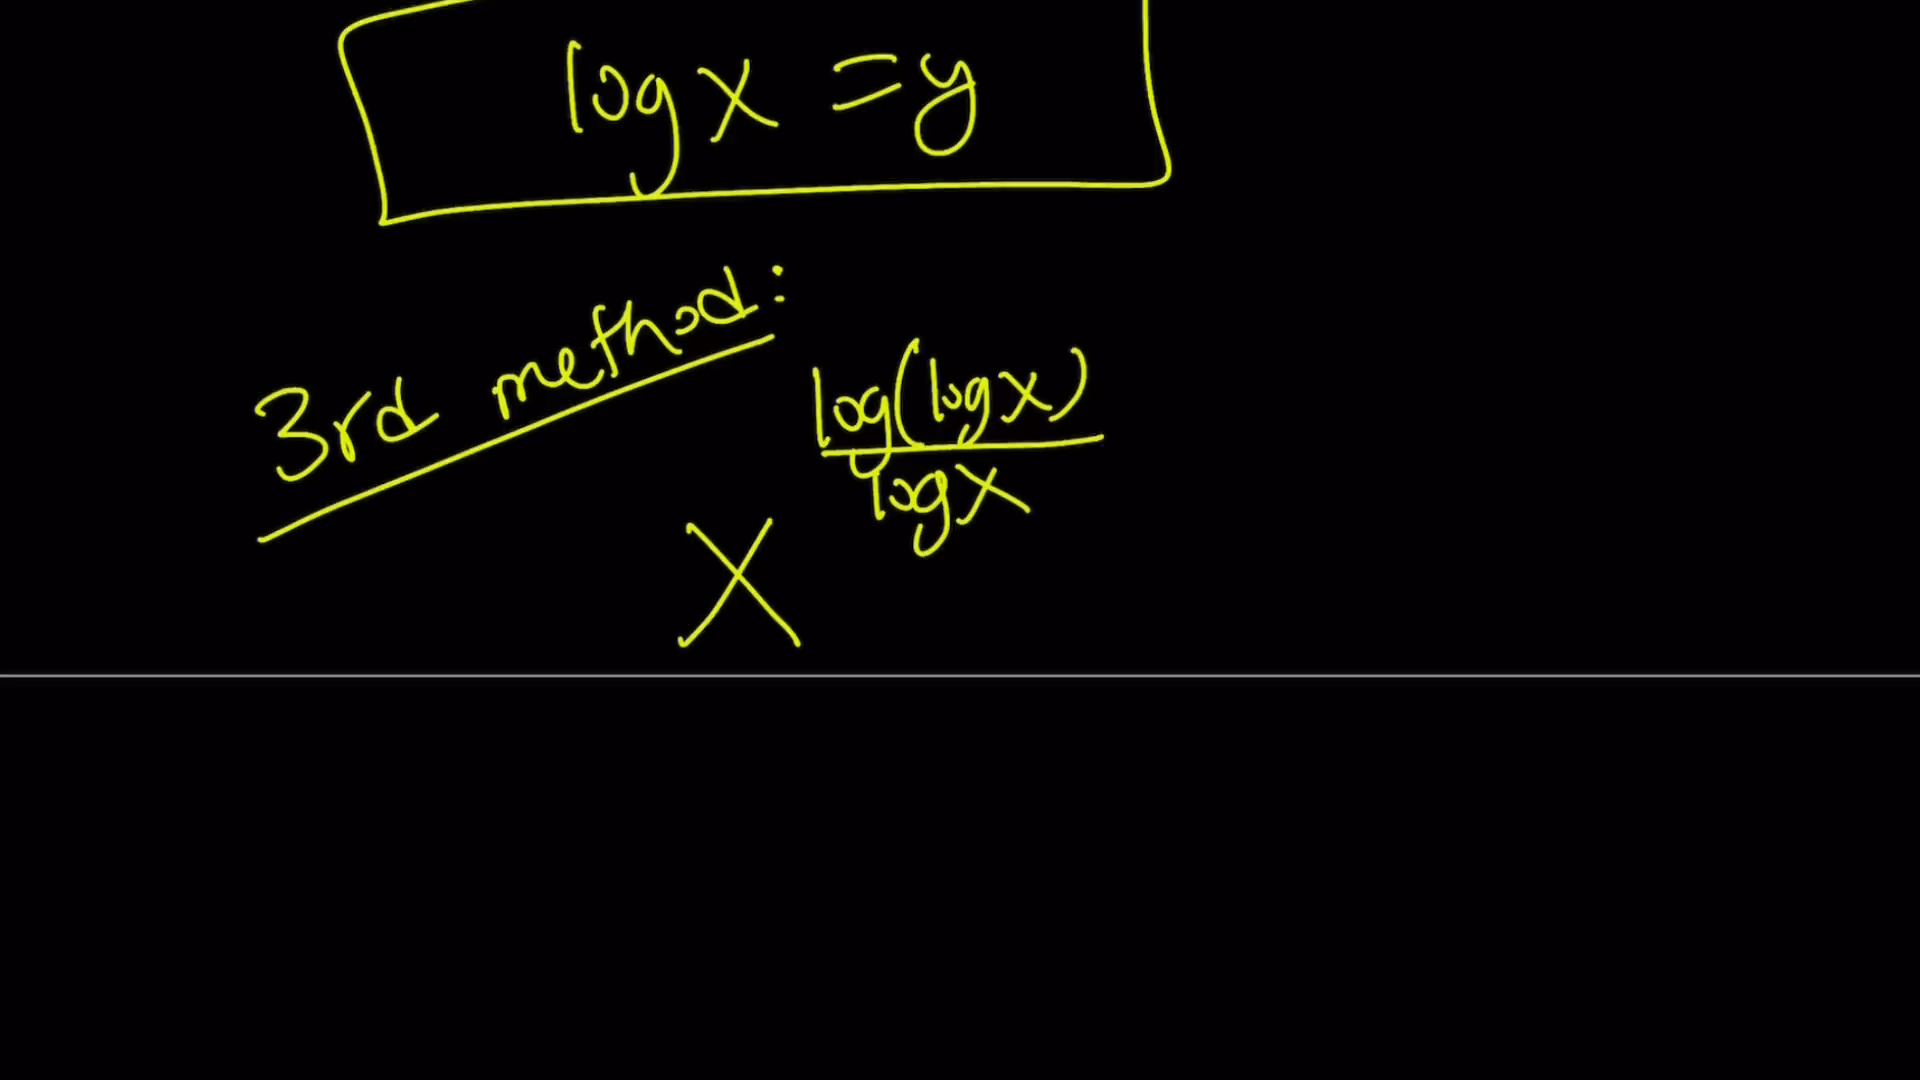 log x = y
3rd method:
log(log x)
log x
X